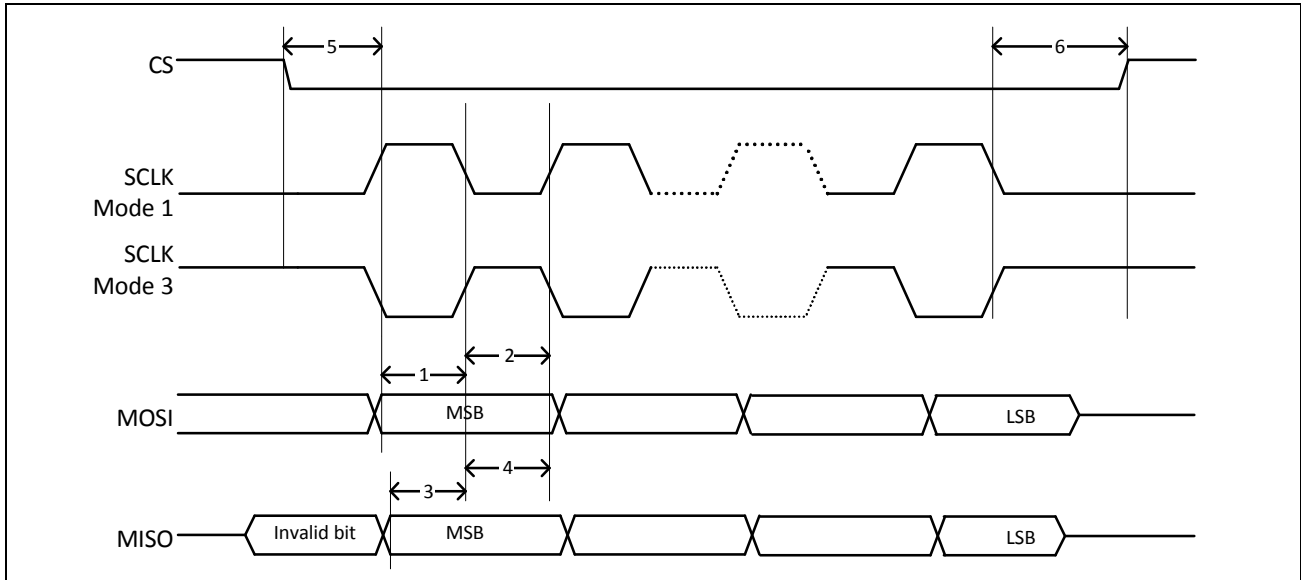 5
6
CS
SCLK
Mode 1
SCLK
Mode 3
2
1
MOSI
MSB
LSB
4
3
MISO
Invalid bit
MSB
LSB